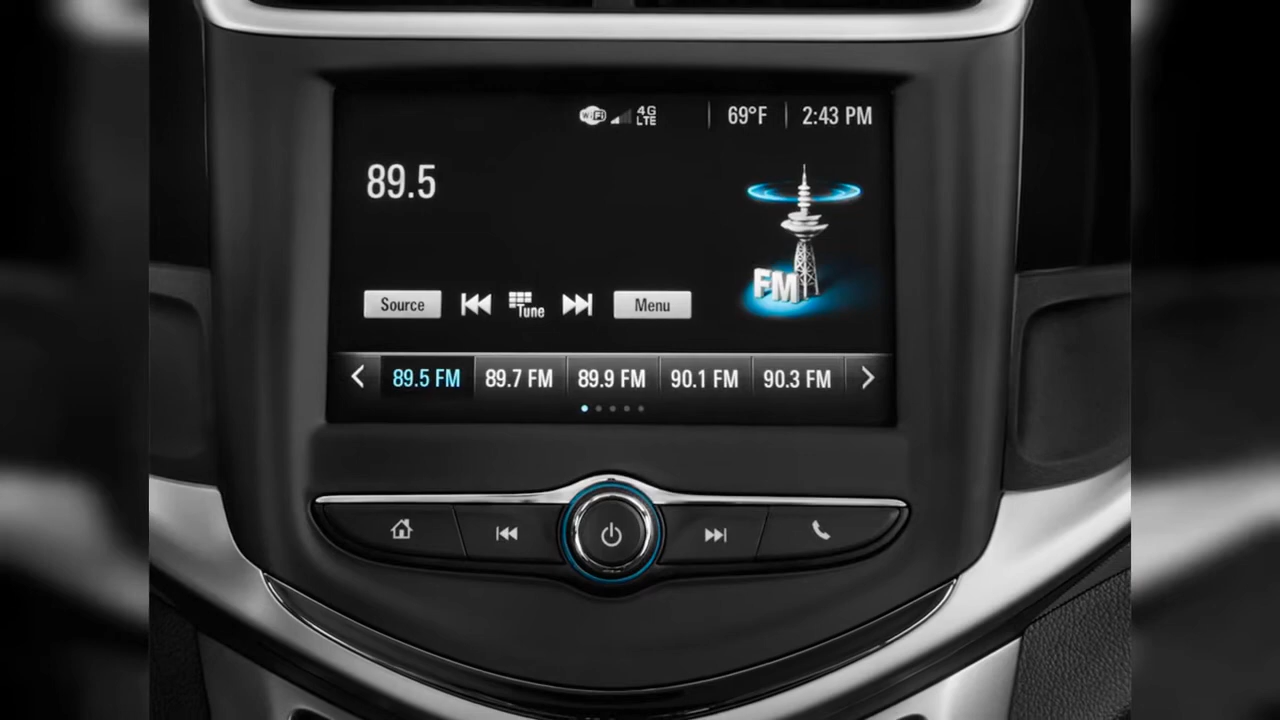 WiFi 4G LTE 69°F 2:43 PM
89.5
FM
Source Tune Menu
89.5 FM 89.7 FM 89.9 FM 90.1 FM 90.3 FM